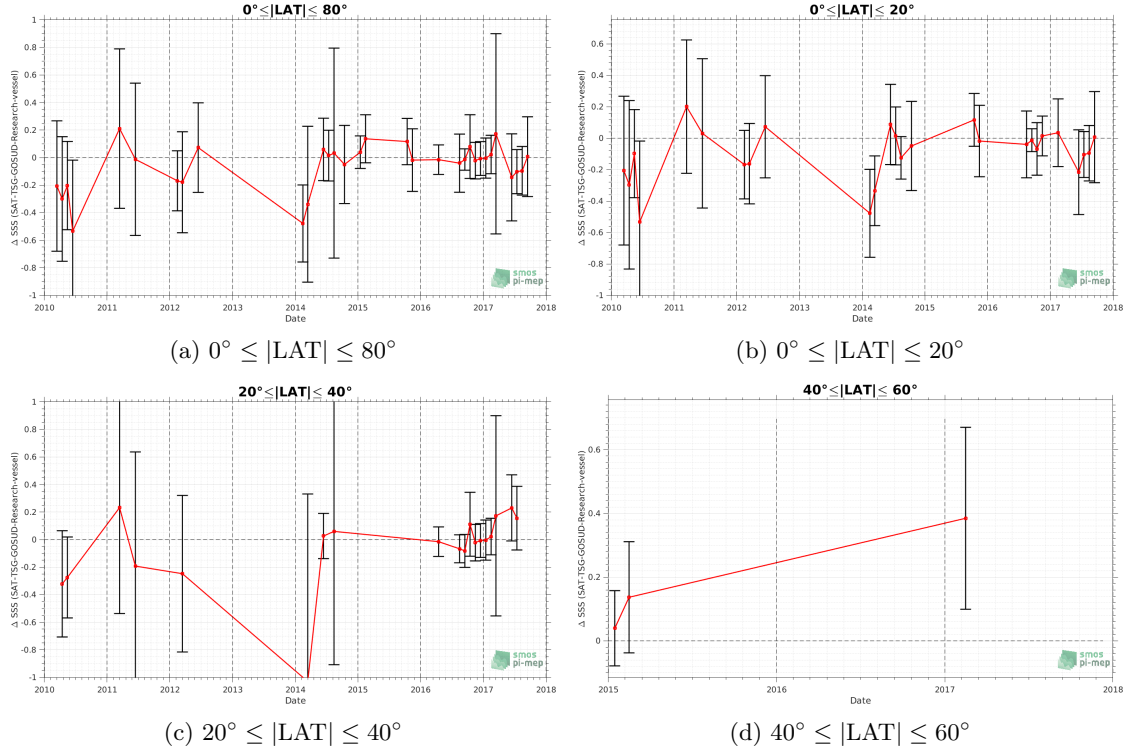 0°≤|LAT|≤ 80°
Δ SSS (SAT-TSG-GOSUD-Research-vessel)
1
0.8
0.6
0.4
0.2
0
-0.2
-0.4
-0.6
-0.8
-1
2010 2011 2012 2013 2014 2015 2016 2017 2018
Date
smos
pi-mep
(a) 0° ≤ |LAT| ≤ 80°
0°≤|LAT|≤ 20°
Δ SSS (SAT-TSG-GOSUD-Research-vessel)
0.6
0.4
0.2
0
-0.2
-0.4
-0.6
-0.8
-1
2010 2011 2012 2013 2014 2015 2016 2017 2018
Date
smos
pi-mep
(b) 0° ≤ |LAT| ≤ 20°
20°≤|LAT|≤ 40°
Δ SSS (SAT-TSG-GOSUD-Research-vessel)
1
0.8
0.6
0.4
0.2
0
-0.2
-0.4
-0.6
-0.8
-1
2010 2011 2012 2013 2014 2015 2016 2017 2018
Date
smos
pi-mep
(c) 20° ≤ |LAT| ≤ 40°
40°≤|LAT|≤ 60°
Δ SSS (SAT-TSG-GOSUD-Research-vessel)
0.6
0.4
0.2
0
2015 2016 2017 2018
Date
smos
pi-mep
(d) 40° ≤ |LAT| ≤ 60°